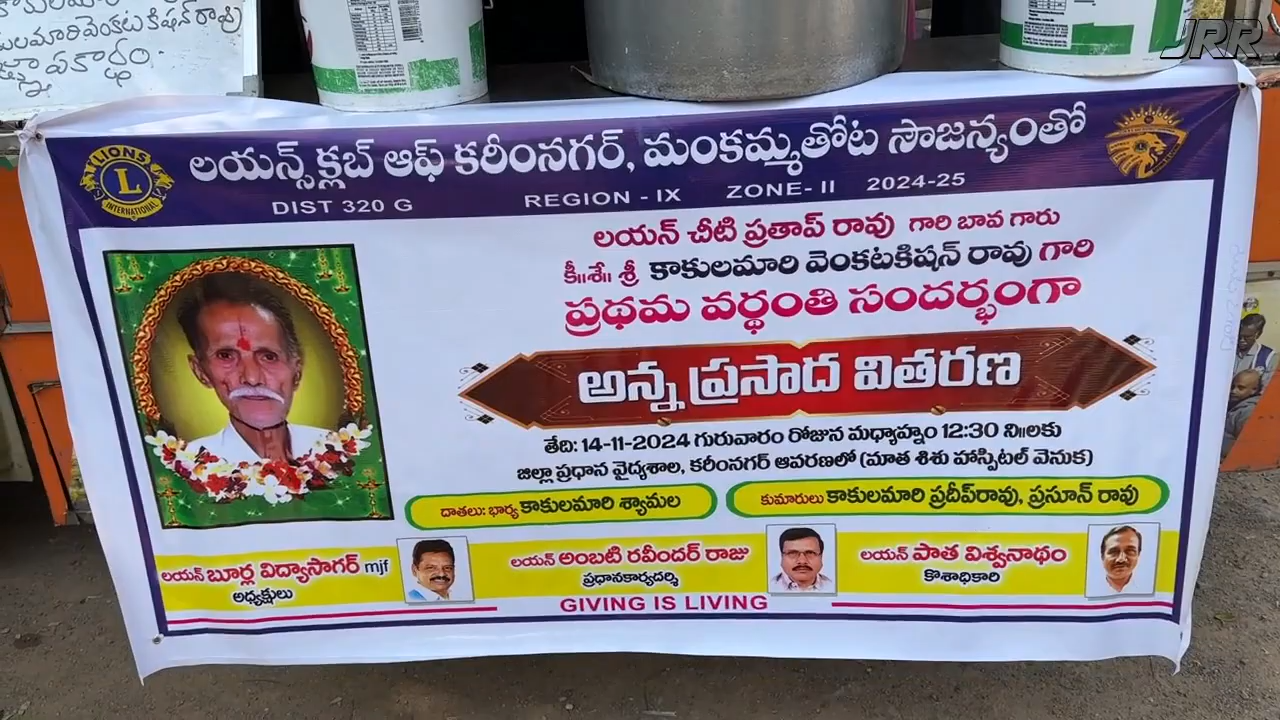 వెంకటకిషన్ రావు
JRR
లయన్స్ క్లబ్ ఆఫ్ కరీంనగర్, మంకమ్మతోట సౌజన్యంతో
LIONS
L
INTERNATIONAL
DIST 320 G REGION - IX ZONE- II 2024-25
లయన్ చీటి ప్రతాప్ రావు గారి బావ గారు
కీ॥శే॥ శ్రీ కాకులమారి వెంకటకిషన్ రావు గారి
ప్రథమ వర్థంతి సందర్భంగా
అన్న ప్రసాద వితరణ
తేది: 14-11-2024 గురువారం రోజున మధ్యాహ్నం 12:30 ని॥లకు
జిల్లా ప్రధాన వైద్యశాల, కరీంనగర్ ఆవరణలో (మాత శిశు హాస్పిటల్ వెనుక)
దాతలు: భార్య కాకులమారి శ్యామల
కుమారులు కాకులమారి ప్రదీప్‌రావు, ప్రసూన్ రావు
లయన్ బూర్ల విద్యాసాగర్ mjf
అధ్యక్షులు
లయన్ అంబటి రవీందర్ రాజు
ప్రధానకార్యదర్శి
లయన్ పాత విశ్వనాథం
కోశాధికారి
GIVING IS LIVING